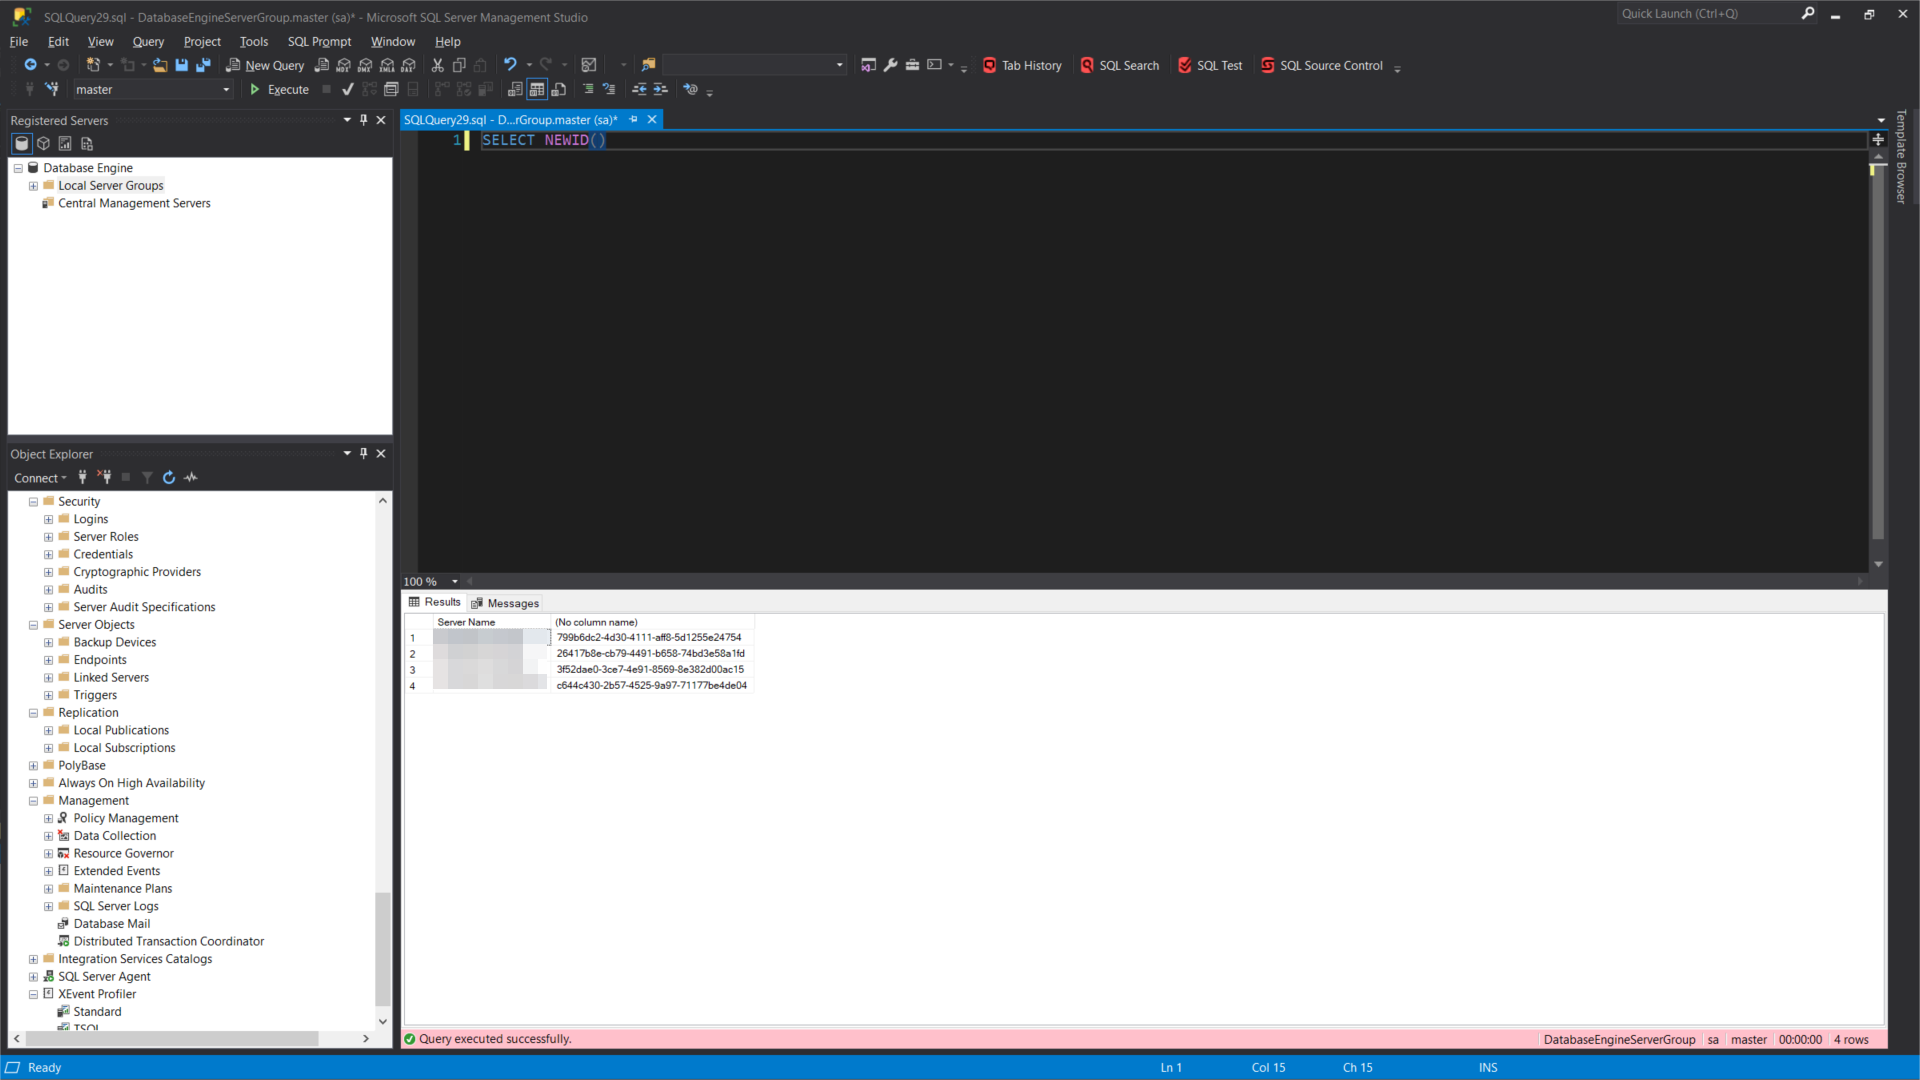 SQLQuery29.sql - DatabaseEngineServerGroup.master (sa)* - Microsoft SQL Server Management Studio
Quick Launch (Ctrl+Q)
File Edit View Query Project Tools SQL Prompt Window Help
New Query MDX DMX XMLA DAX
Tab History SQL Search SQL Test SQL Source Control
master
Execute
Registered Servers
Database Engine
Local Server Groups
Central Management Servers
SQLQuery29.sql - D...rGroup.master (sa)*
1 SELECT NEWID()
Template Browser
Object Explorer
Connect
Security
Logins
Server Roles
Credentials
Cryptographic Providers
Audits
Server Audit Specifications
Server Objects
Backup Devices
Endpoints
Linked Servers
Triggers
Replication
Local Publications
Local Subscriptions
PolyBase
Always On High Availability
Management
Policy Management
Data Collection
Resource Governor
Extended Events
Maintenance Plans
SQL Server Logs
Database Mail
Distributed Transaction Coordinator
Integration Services Catalogs
SQL Server Agent
XEvent Profiler
Standard
TSQL
100 %
Results Messages
Server Name (No column name)
1 799b6dc2-4d30-4111-aff8-5d1255e24754
2 26417b8e-cb79-4491-b658-74bd3e58a1fd
3 3f52dae0-3ce7-4e91-8569-8e382d00ac15
4 c644c430-2b57-4525-9a97-71177be4de04
Query executed successfully.
DatabaseEngineServerGroup sa master 00:00:00 4 rows
Ready
Ln 1 Col 15 Ch 15 INS